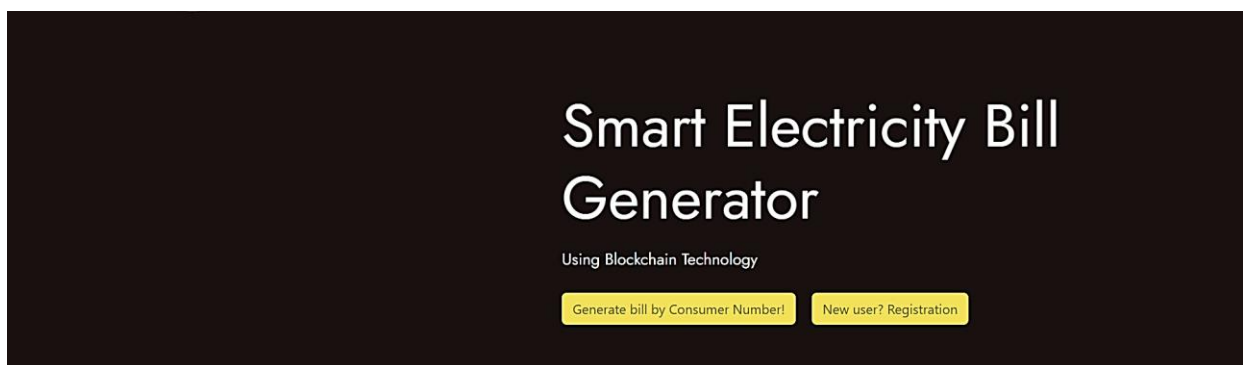 Smart Electricity Bill
Generator
Using Blockchain Technology
Generate bill by Consumer Number!
New user? Registration